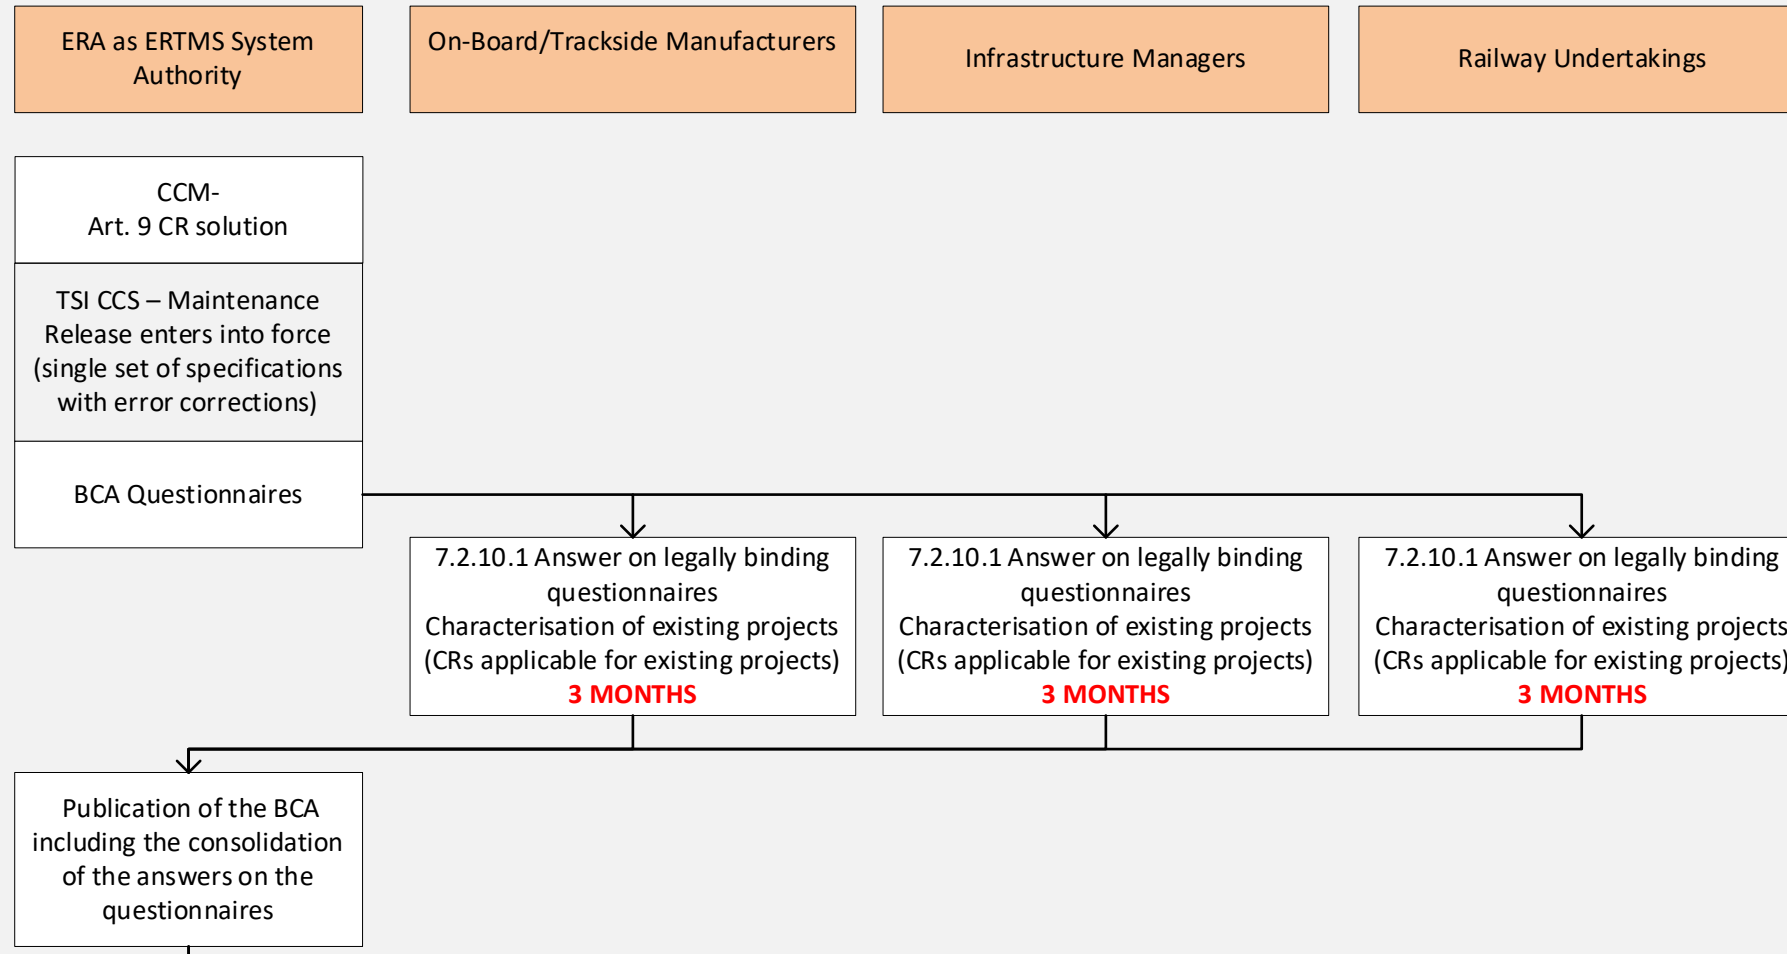 ERA as ERTMS System
Authority
On-Board/Trackside Manufacturers
Infrastructure Managers
Railway Undertakings
CCM-
Art. 9 CR solution
TSI CCS – Maintenance
Release enters into force
(single set of specifications
with error corrections)
BCA Questionnaires
7.2.10.1 Answer on legally binding
questionnaires
Characterisation of existing projects
(CRs applicable for existing projects)
3 MONTHS
7.2.10.1 Answer on legally binding
questionnaires
Characterisation of existing projects
(CRs applicable for existing projects)
3 MONTHS
7.2.10.1 Answer on legally binding
questionnaires
Characterisation of existing projects
(CRs applicable for existing projects)
3 MONTHS
Publication of the BCA
including the consolidation
of the answers on the
questionnaires